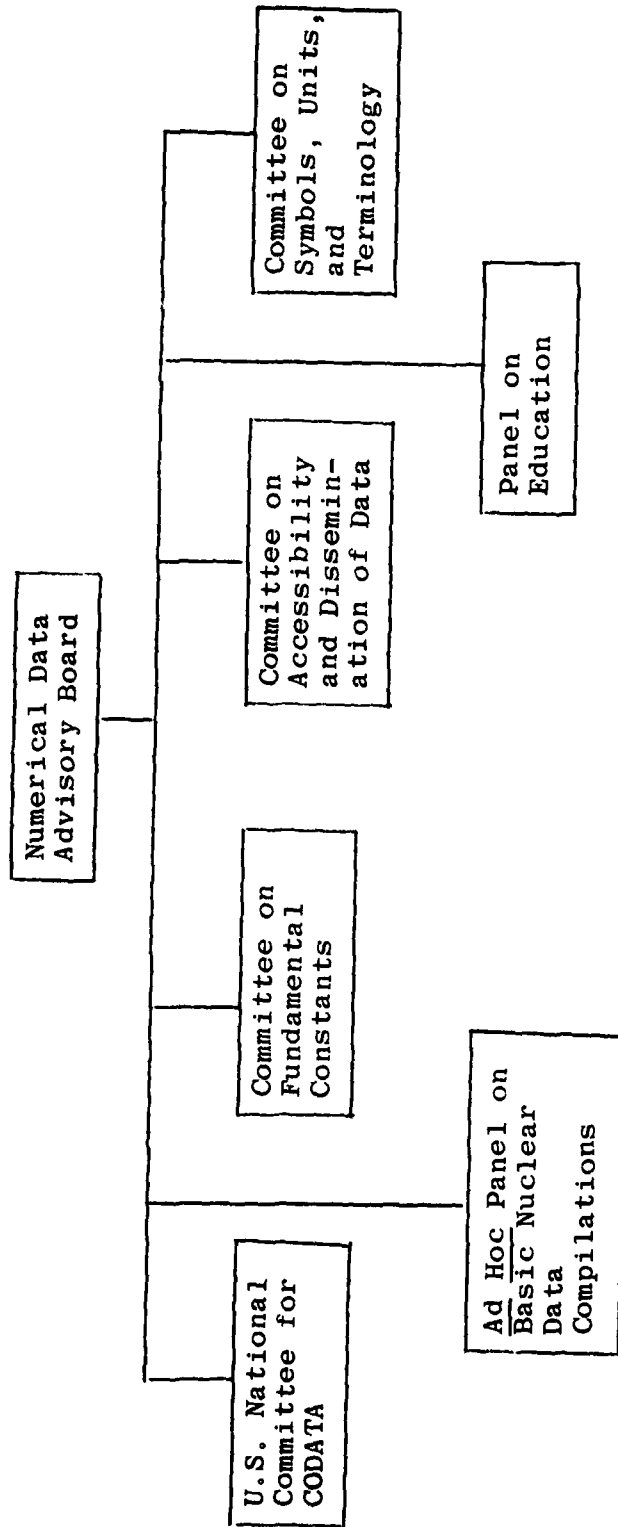 Numerical Data
Advisory Board
U.S. National
Committee for
CODATA
Committee on
Fundamental
Constants
Committee on
Accessibility
and Dissemin-
ation of Data
Committee on
Symbols, Units,
and
Terminology
Ad Hoc Panel on
Basic Nuclear
Data
Compilations
Panel on
Education